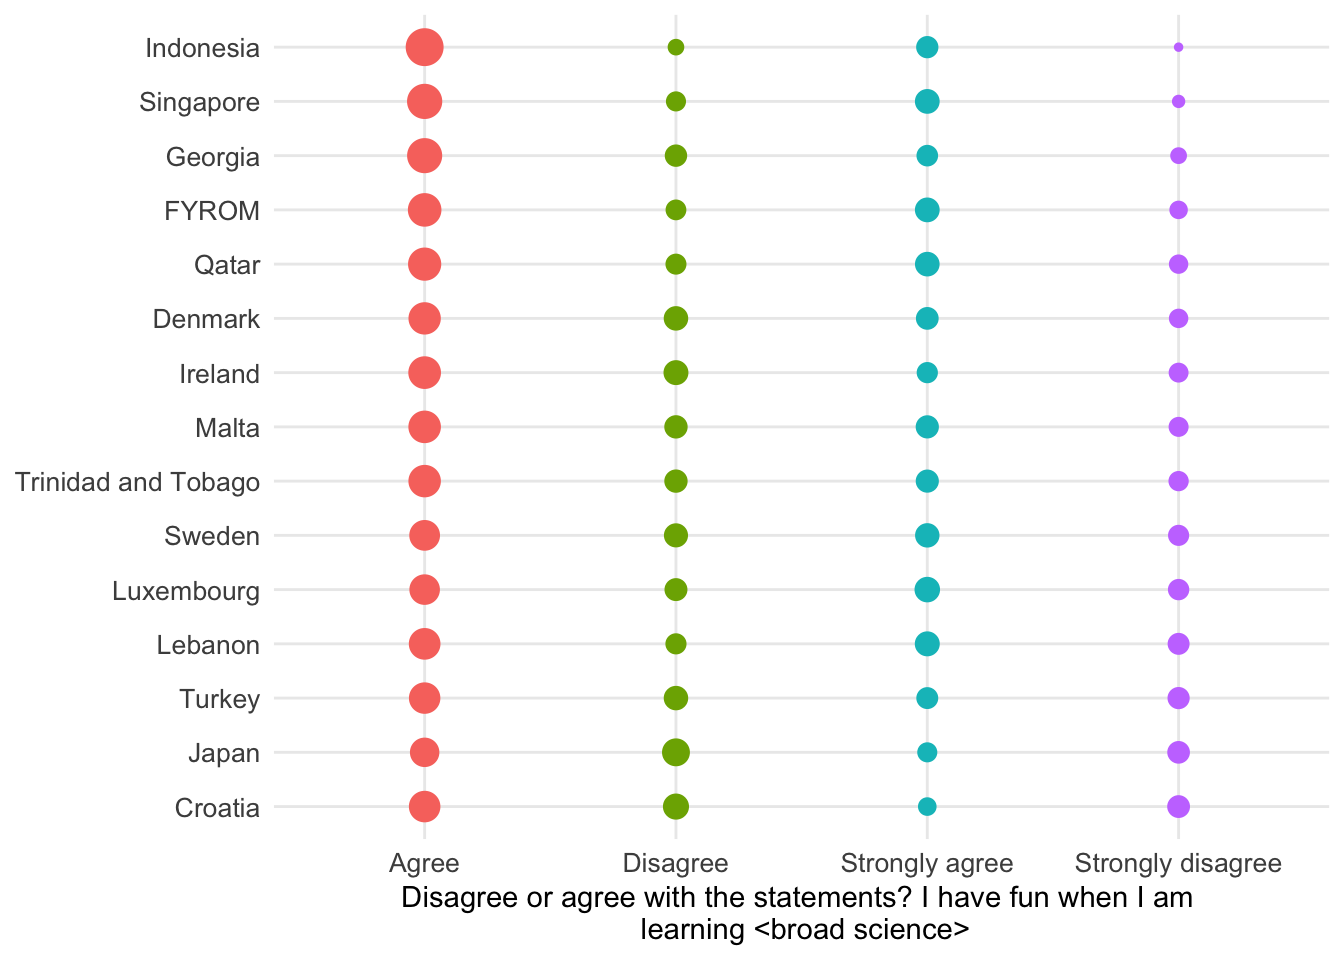 Indonesia
Singapore
Georgia
FYROM
Qatar
Denmark
Ireland
Malta
Trinidad and Tobago
Sweden
Luxembourg
Lebanon
Turkey
Japan
Croatia
Agree Disagree Strongly agree Strongly disagree
Disagree or agree with the statements? I have fun when I am
learning <broad science>